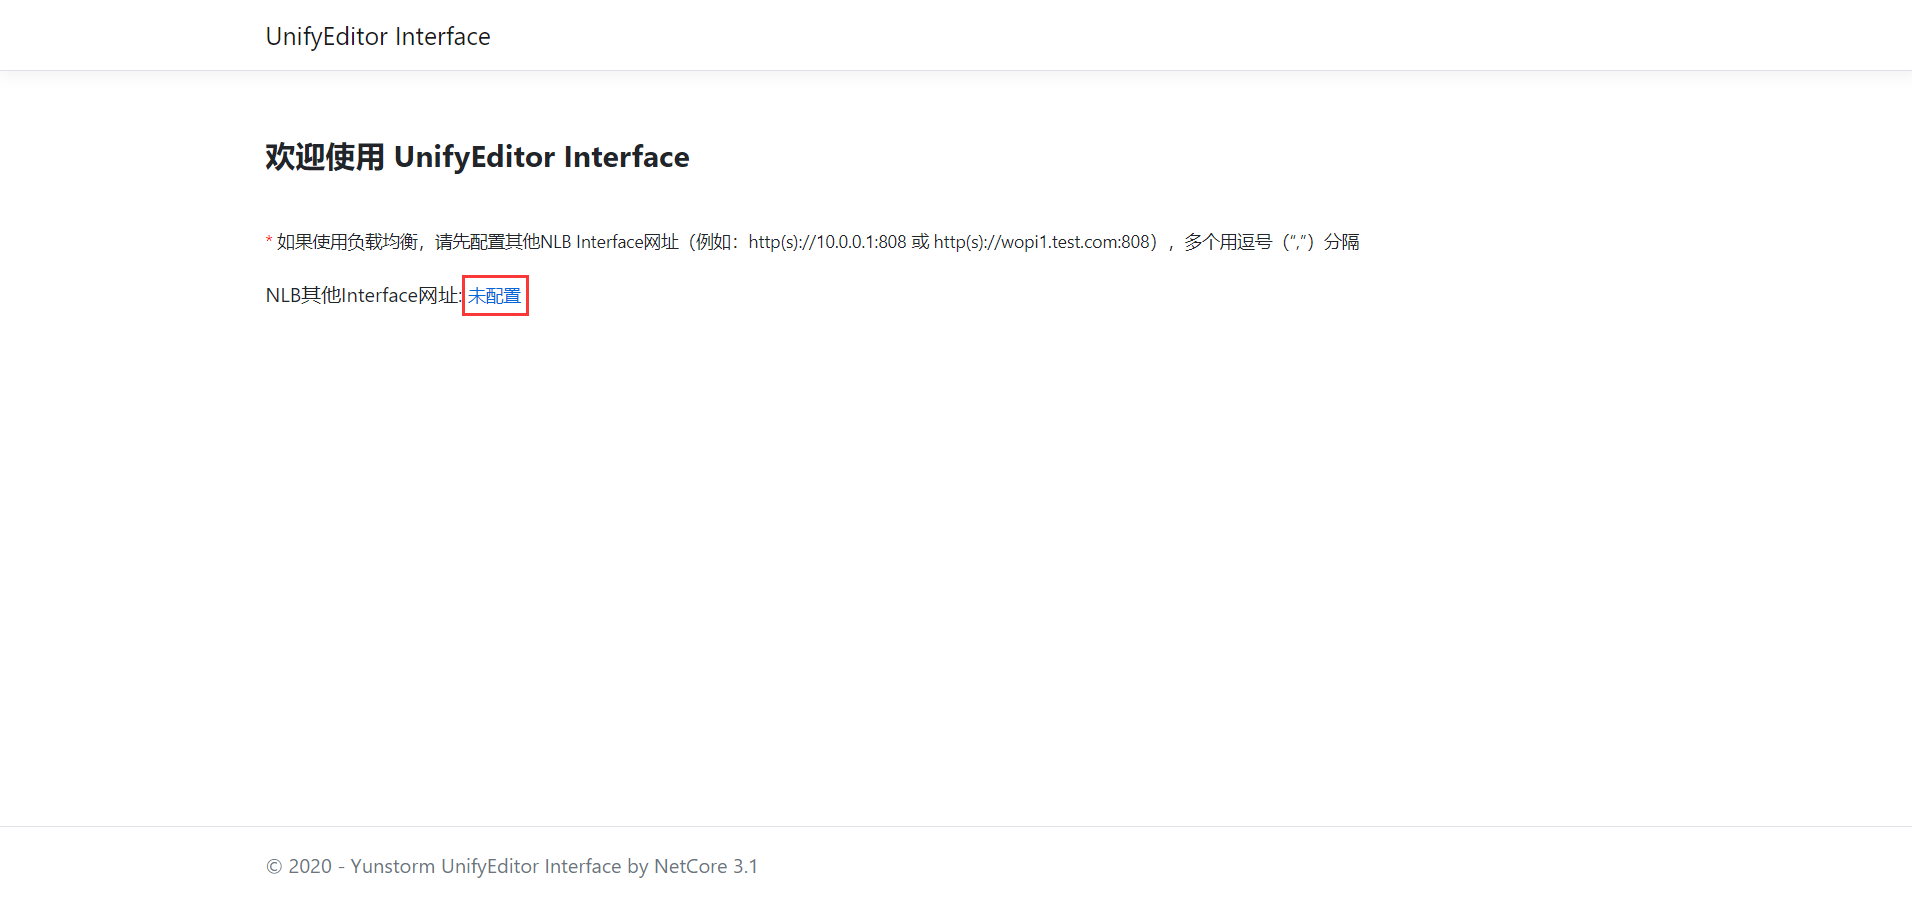 UnifyEditor Interface
欢迎使用 UnifyEditor Interface
* 如果使用负载均衡，请先配置其他NLB Interface网址（例如：http(s)://10.0.0.1:808 或 http(s)://wopi1.test.com:808），多个用逗号（“,”）分隔
NLB其他Interface网址: 未配置
© 2020 - Yunstorm UnifyEditor Interface by NetCore 3.1